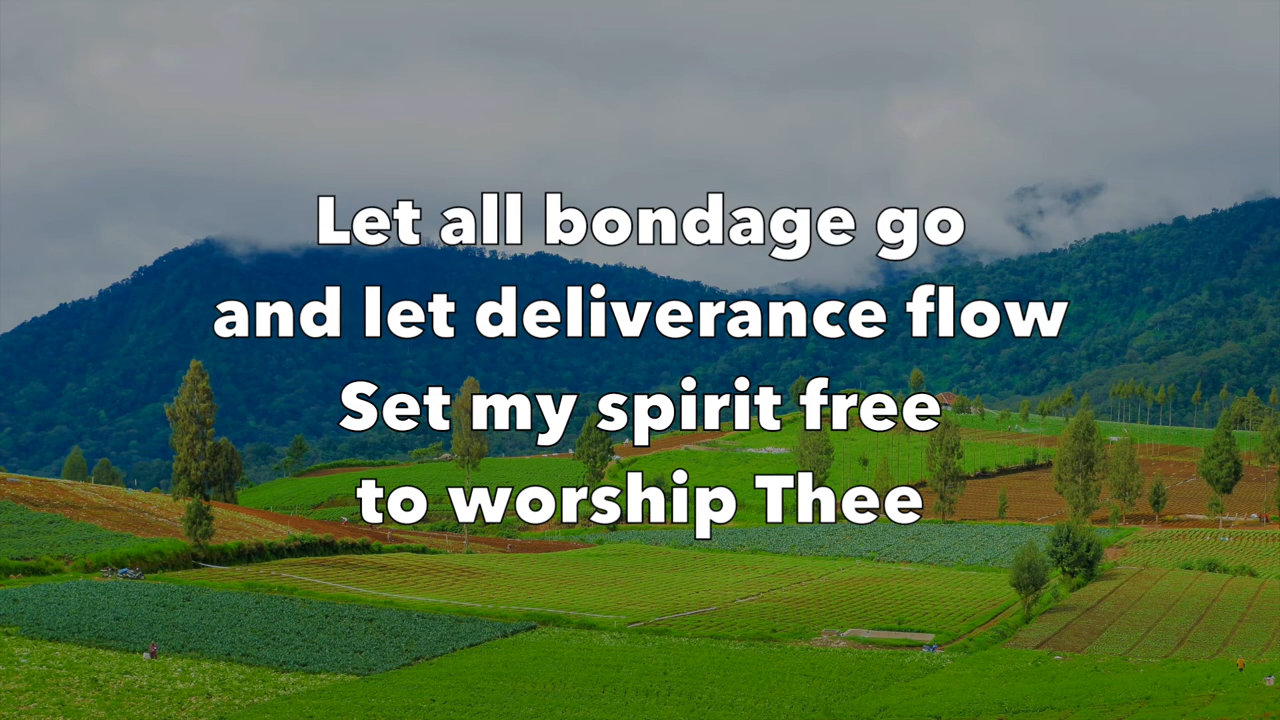 Let all bondage go
and let deliverance flow
Set my spirit free
to worship Thee